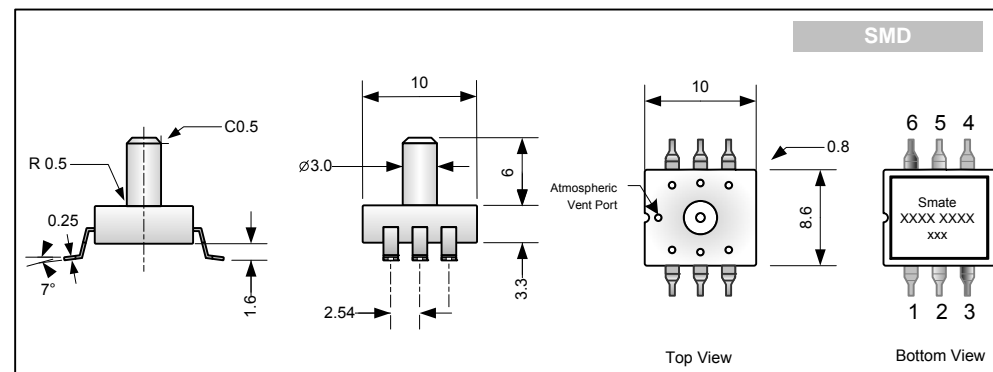 SMD
C0.5
R 0.5
0.25
7°
1.6
10
Ø3.0
6
3.3
2.54
10
0.8
Atmospheric
Vent Port
8.6
Top View
6 5 4
Smate
XXXX XXXX
xxx
1 2 3
Bottom View